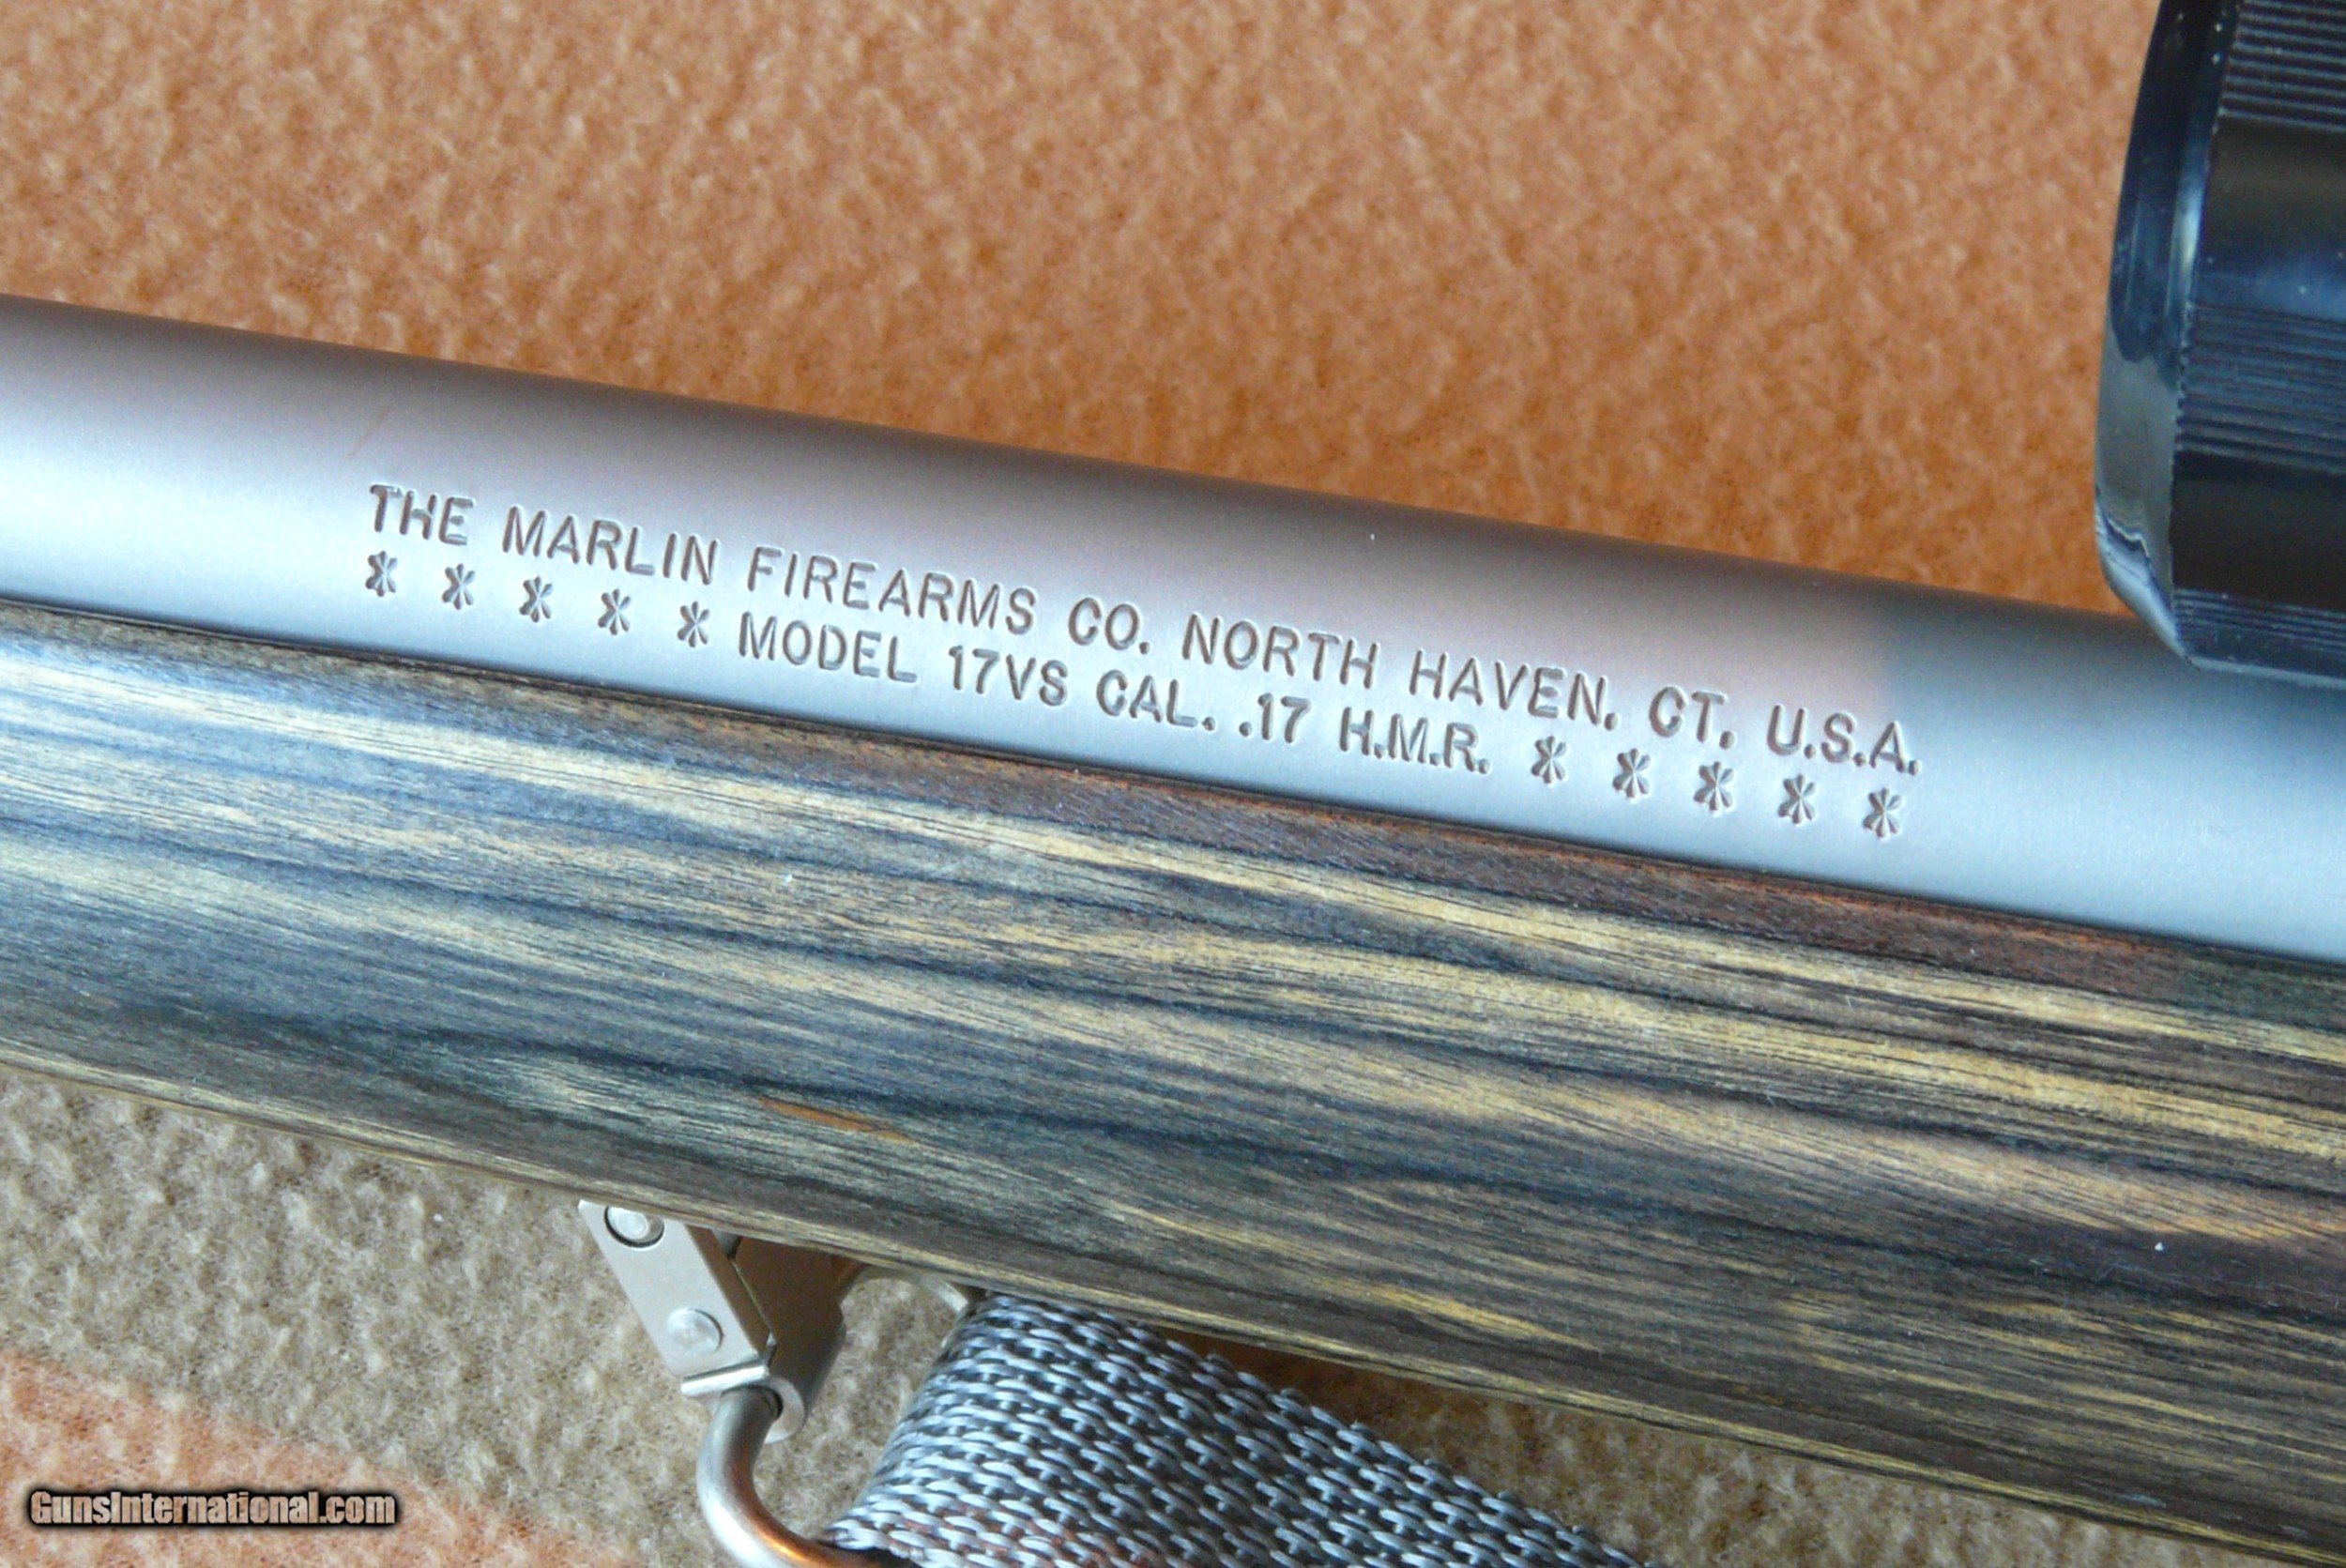 THE MARLIN FIREARMS CO. NORTH HAVEN, CT, U.S.A.
* * * * * MODEL 17VS CAL. .17 H.M.R. * * * * *
GunsInternational.com